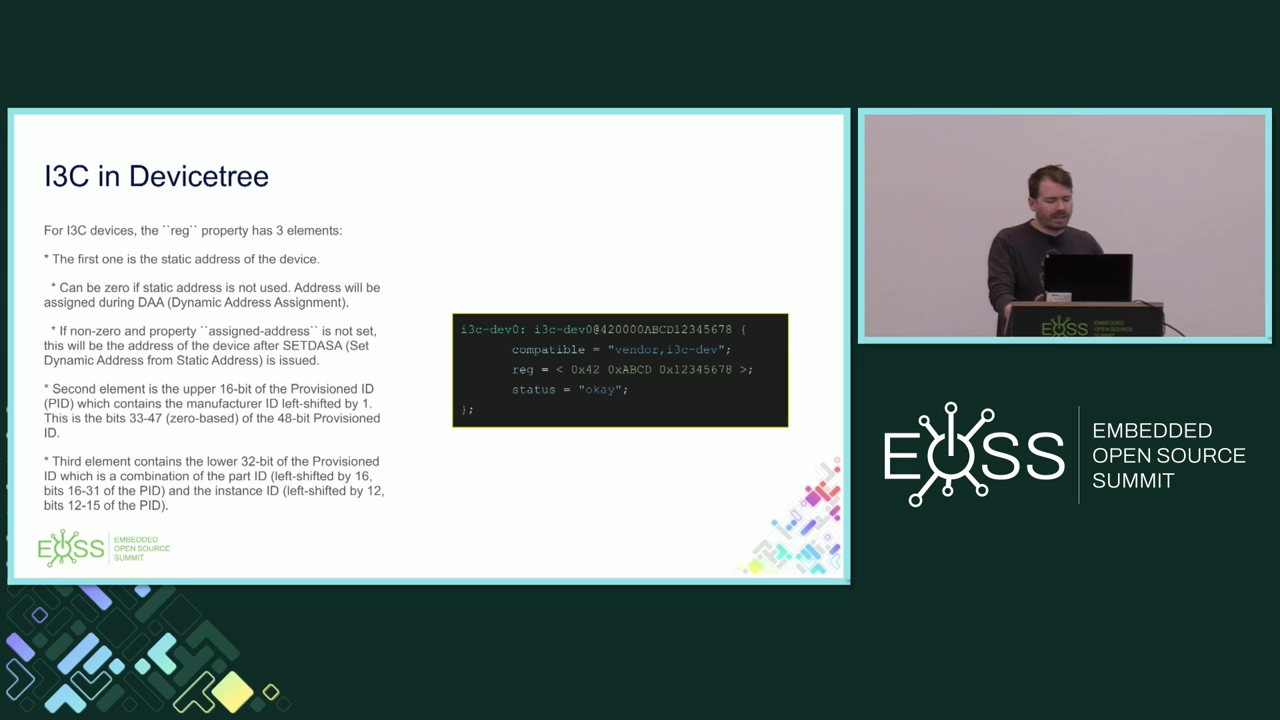 I3C in Devicetree
For I3C devices, the ``reg`` property has 3 elements:
* The first one is the static address of the device.
* Can be zero if static address is not used. Address will be
assigned during DAA (Dynamic Address Assignment).
* If non-zero and property ``assigned-address`` is not set,
this will be the address of the device after SETDASA (Set
Dynamic Address from Static Address) is issued.
* Second element is the upper 16-bit of the Provisioned ID
(PID) which contains the manufacturer ID left-shifted by 1.
This is the bits 33-47 (zero-based) of the 48-bit Provisioned
ID.
* Third element contains the lower 32-bit of the Provisioned
ID which is a combination of the part ID (left-shifted by 16,
bits 16-31 of the PID) and the instance ID (left-shifted by 12,
bits 12-15 of the PID).
i3c-dev0: i3c-dev0@420000ABCD12345678 {
compatible = "vendor,i3c-dev";
reg = < 0x42 0xABCD 0x12345678 >;
status = "okay";
};
EOSS
EMBEDDED
OPEN SOURCE
SUMMIT
EOSS
EOSS
EMBEDDED
OPEN SOURCE
SUMMIT